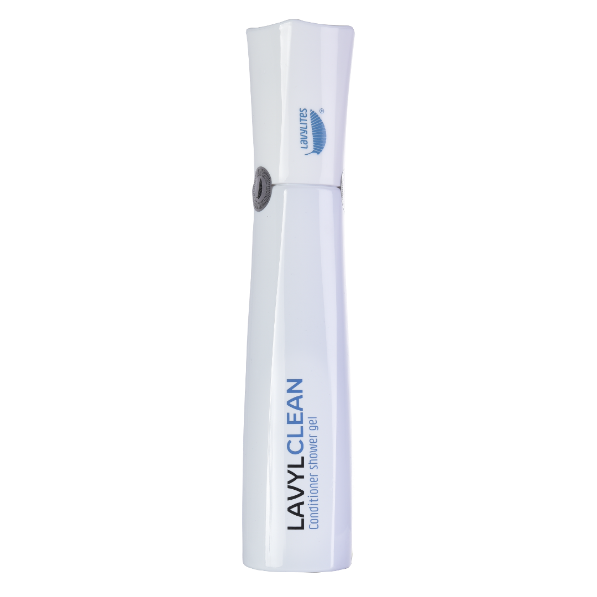 LAVYLITES
®
LAVYLCLEAN
Conditioner shower gel